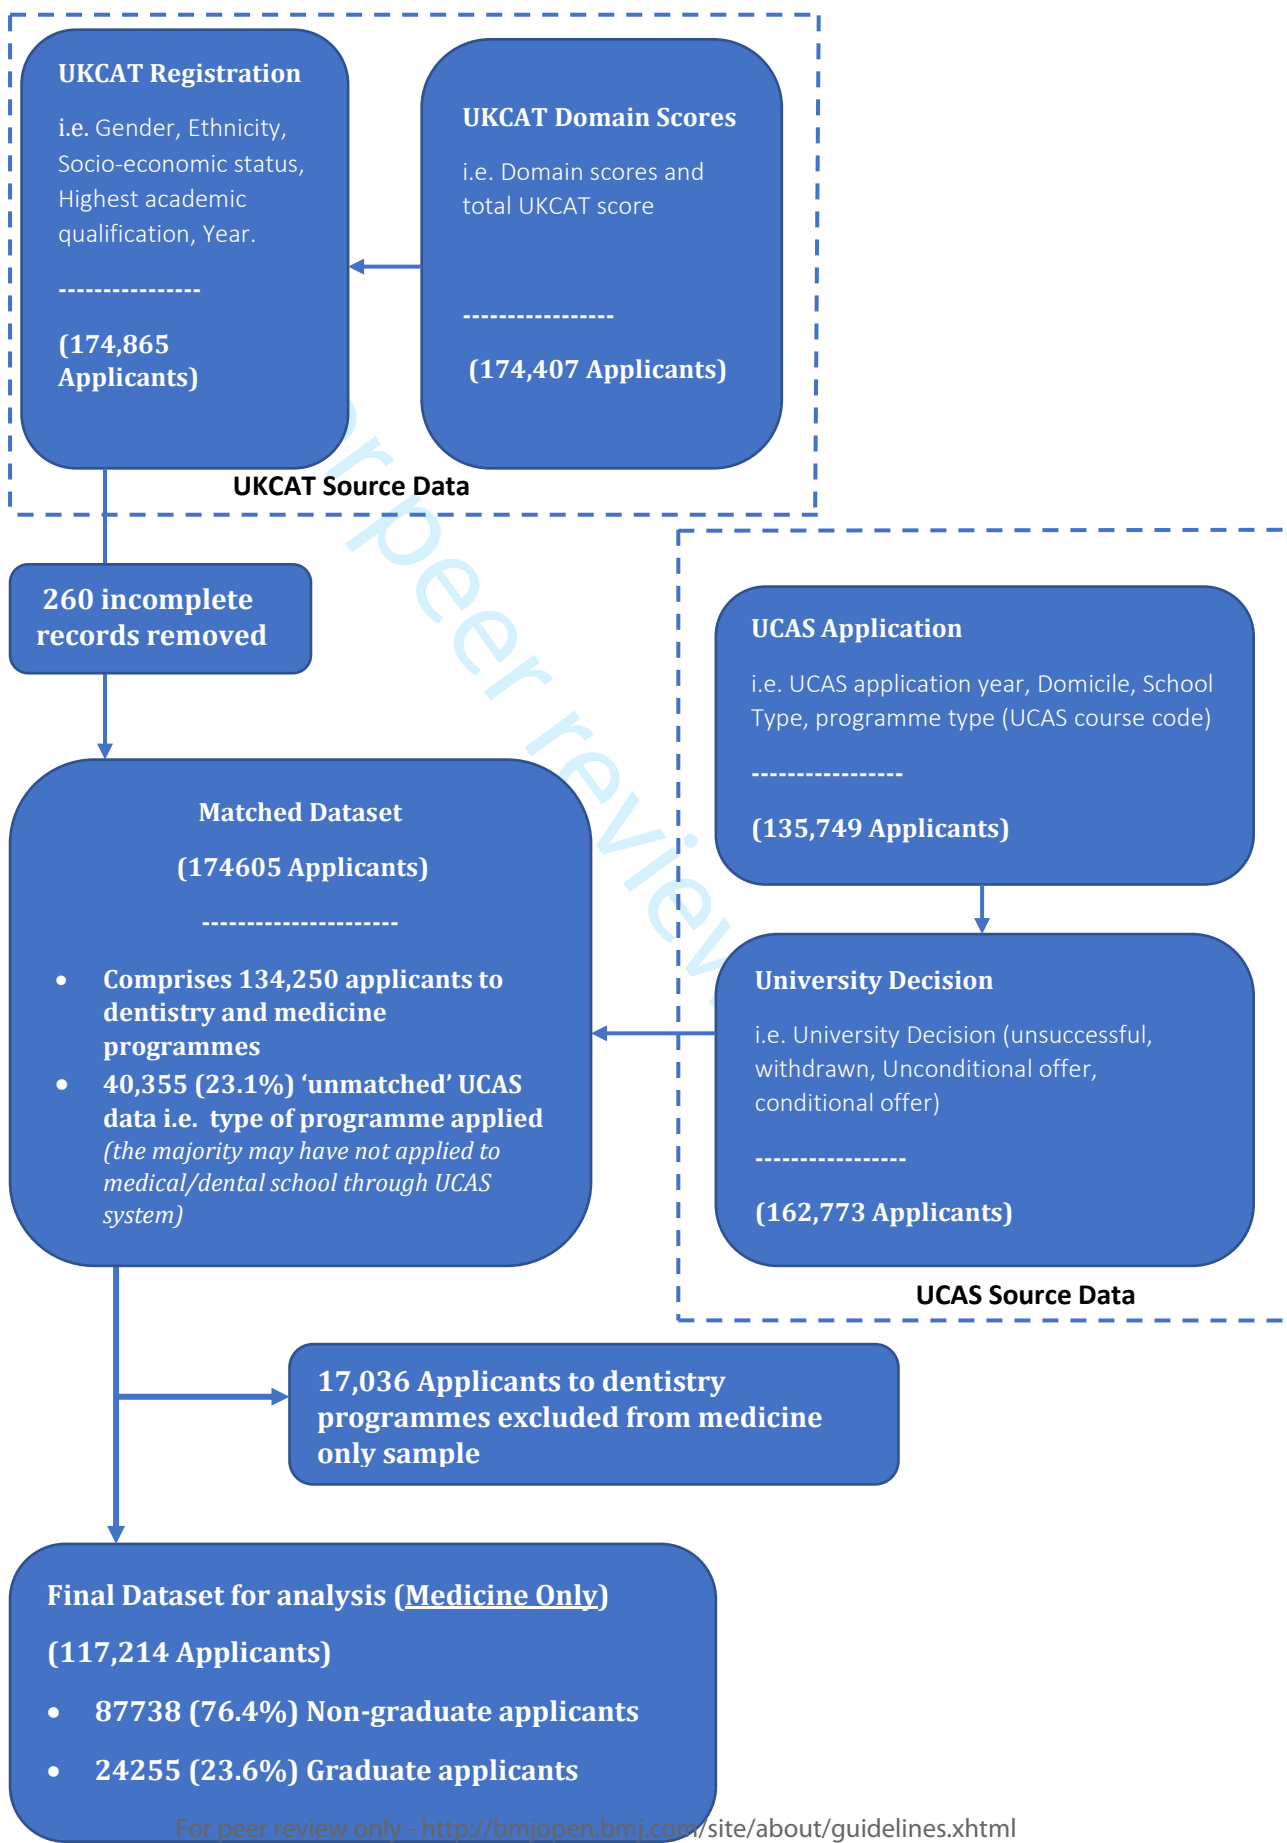 UKCAT Registration
i.e. Gender, Ethnicity,
Socio-economic status,
Highest academic
qualification, Year.
----------------
(174,865
Applicants)
UKCAT Domain Scores
i.e. Domain scores and
total UKCAT score
-----------------
(174,407 Applicants)
UKCAT Source Data
260 incomplete
records removed
UCAS Application
i.e. UCAS application year, Domicile, School
Type, programme type (UCAS course code)
-----------------
(135,749 Applicants)
Matched Dataset
(174605 Applicants)
----------------------
• Comprises 134,250 applicants to
dentistry and medicine
programmes
• 40,355 (23.1%) ‘unmatched’ UCAS
data i.e. type of programme applied
(the majority may have not applied to
medical/dental school through UCAS
system)
University Decision
i.e. University Decision (unsuccessful,
withdrawn, Unconditional offer,
conditional offer)
-----------------
(162,773 Applicants)
UCAS Source Data
17,036 Applicants to dentistry
programmes excluded from medicine
only sample
Final Dataset for analysis (Medicine Only)
(117,214 Applicants)
• 87738 (76.4%) Non-graduate applicants
• 24255 (23.6%) Graduate applicants
For peer review only - http://bmjopen.bmj.com/site/about/guidelines.xhtml